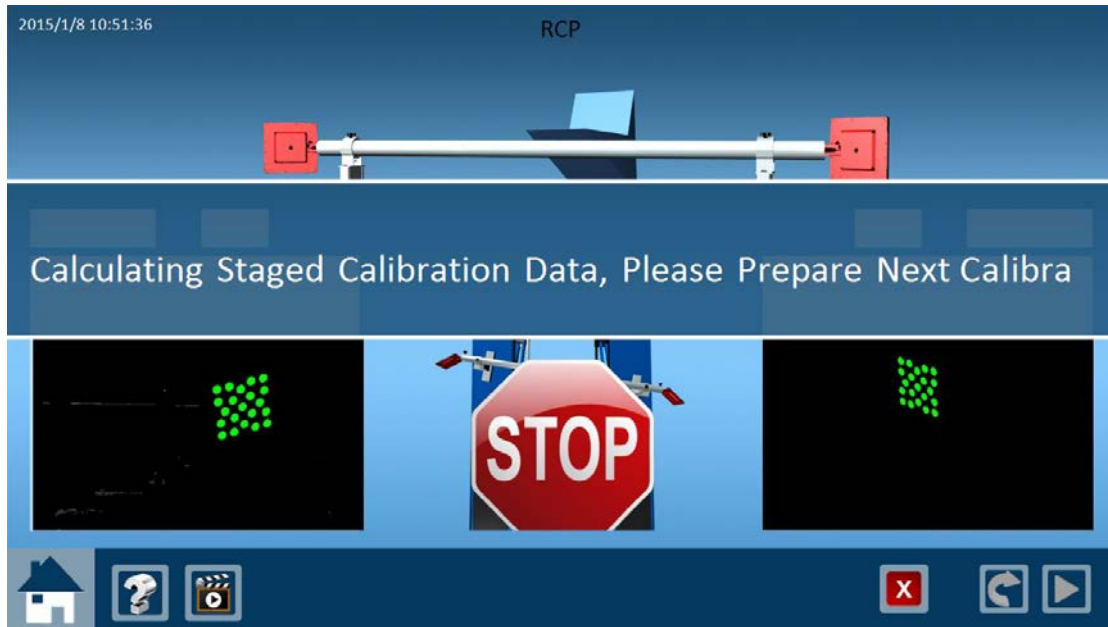 2015/1/8 10:51:36
RCP
Calculating Staged Calibration Data, Please Prepare Next Calibra
STOP
?
X